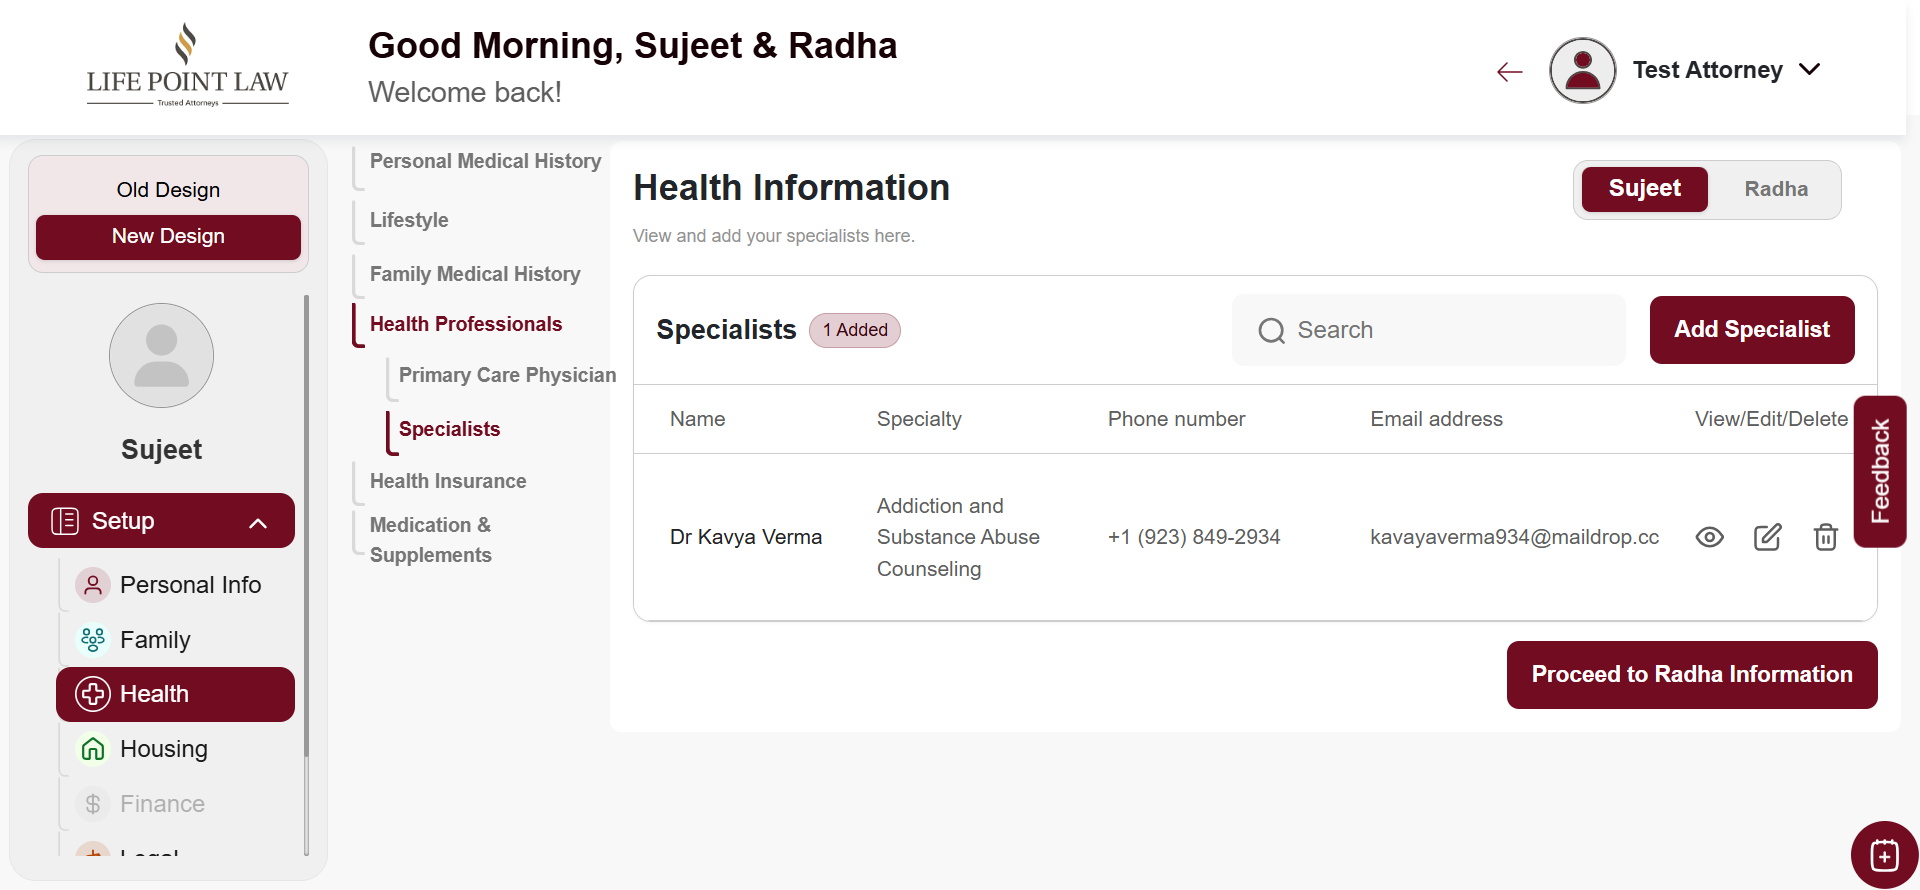 LIFE POINT LAW
Trusted Attorneys
Good Morning, Sujeet & Radha
Welcome back!
Test Attorney
Old Design
New Design
Sujeet
Setup
Personal Info
Family
Health
Housing
Finance
Legal
Personal Medical History
Lifestyle
Family Medical History
Health Professionals
Primary Care Physician
Specialists
Health Insurance
Medication &
Supplements
Health Information
Sujeet
Radha
View and add your specialists here.
Specialists
1 Added
Search
Add Specialist
Name Specialty Phone number Email address View/Edit/Delete
Dr Kavya Verma
Addiction and
Substance Abuse
Counseling
+1 (923) 849-2934
kavayaverma934@maildrop.cc
Proceed to Radha Information
Feedback